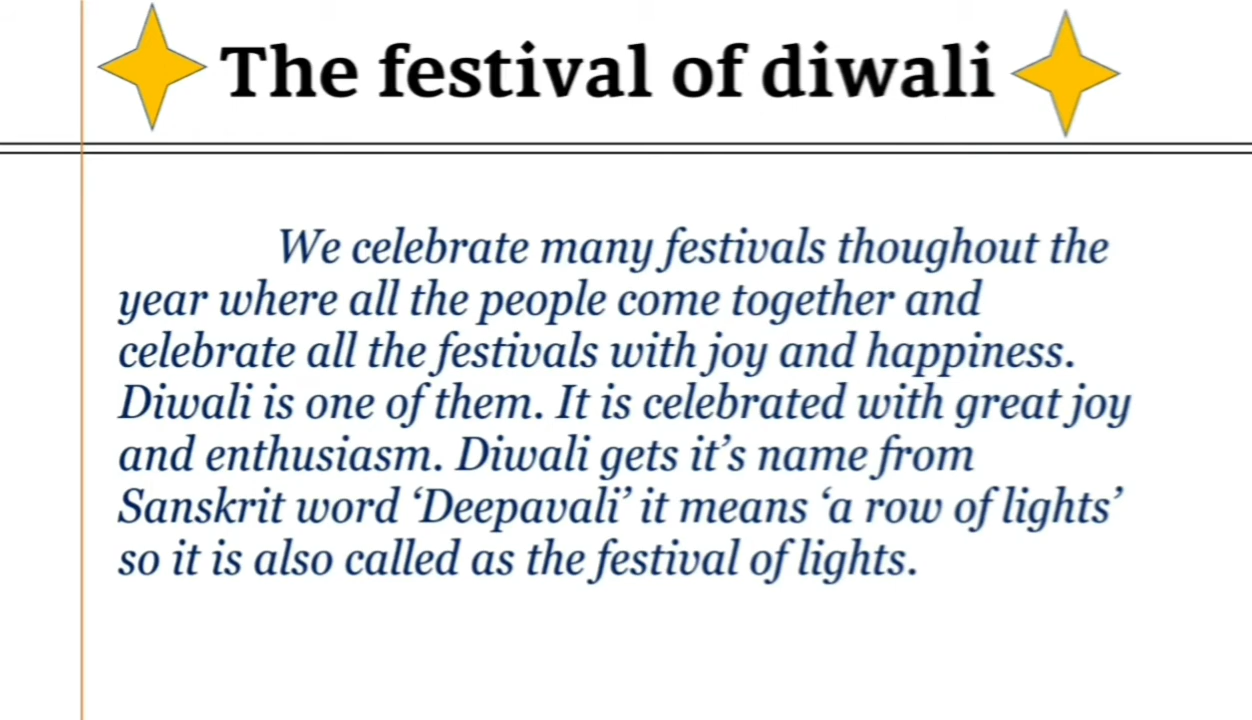 The festival of diwali
We celebrate many festivals thoughout the
year where all the people come together and
celebrate all the festivals with joy and happiness.
Diwali is one of them. It is celebrated with great joy
and enthusiasm. Diwali gets it’s name from
Sanskrit word ‘Deepavali’ it means ‘a row of lights’
so it is also called as the festival of lights.